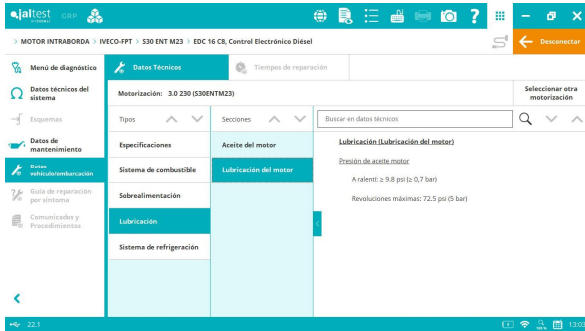 jaltest GRP
MOTOR INTRABORDA > IVECO-FPT > S30 ENT M23 > EDC 16 C8, Control Electrónico Diésel
Desconectar
Menú de diagnóstico
Datos técnicos del
sistema
Esquemas
Datos de
mantenimiento
Datos
vehículo/embarcación
Guía de reparación
por síntoma
Comunicados y
Procedimientos
Datos Técnicos
Tiempos de reparación
Motorización: 3.0 230 (S30ENTM23)
Seleccionar otra
motorización
Tipos
Secciones
Buscar en datos técnicos
Especificaciones
Sistema de combustible
Sobrealimentación
Lubricación
Sistema de refrigeración
Aceite del motor
Lubricación del motor
Lubricación (Lubricación del motor)
Presión de aceite motor
A ralentí: ≥ 9.8 psi (≥ 0,7 bar)
Revoluciones máximas: 72.5 psi (5 bar)
22.1
13:03